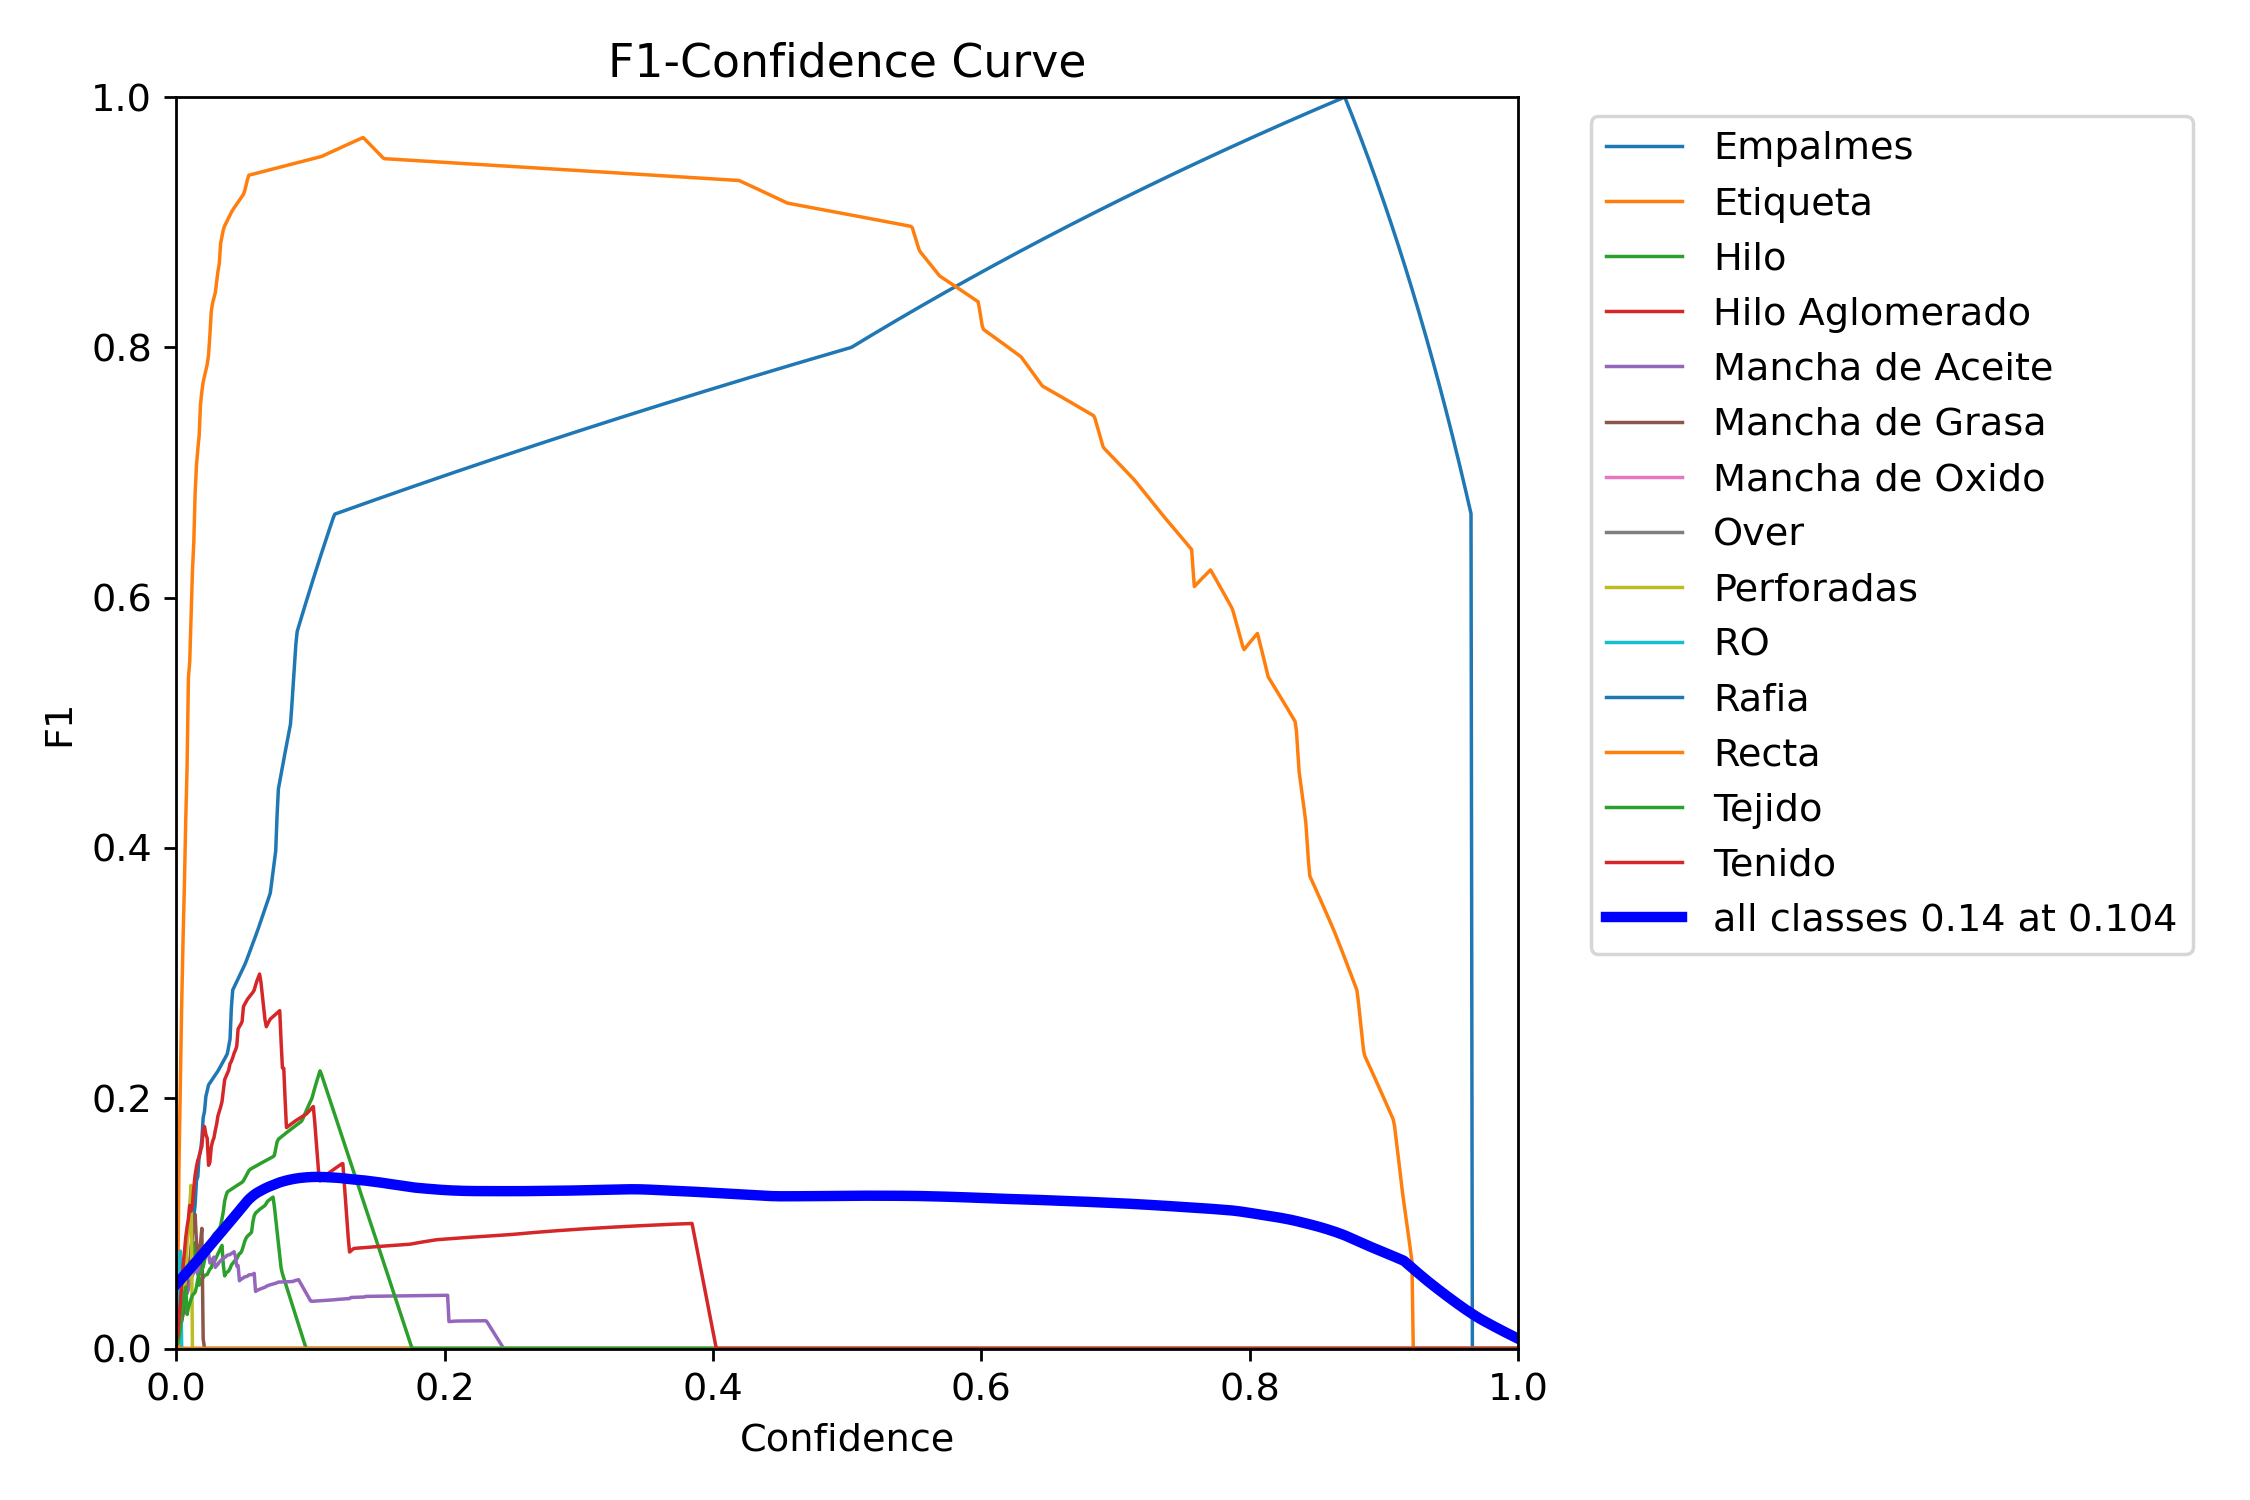 F1-Confidence Curve
1.0
0.8
0.6
0.4
0.2
0.0
F1
0.0 0.2 0.4 0.6 0.8 1.0
Confidence
Empalmes
Etiqueta
Hilo
Hilo Aglomerado
Mancha de Aceite
Mancha de Grasa
Mancha de Oxido
Over
Perforadas
RO
Rafia
Recta
Tejido
Tenido
all classes 0.14 at 0.104